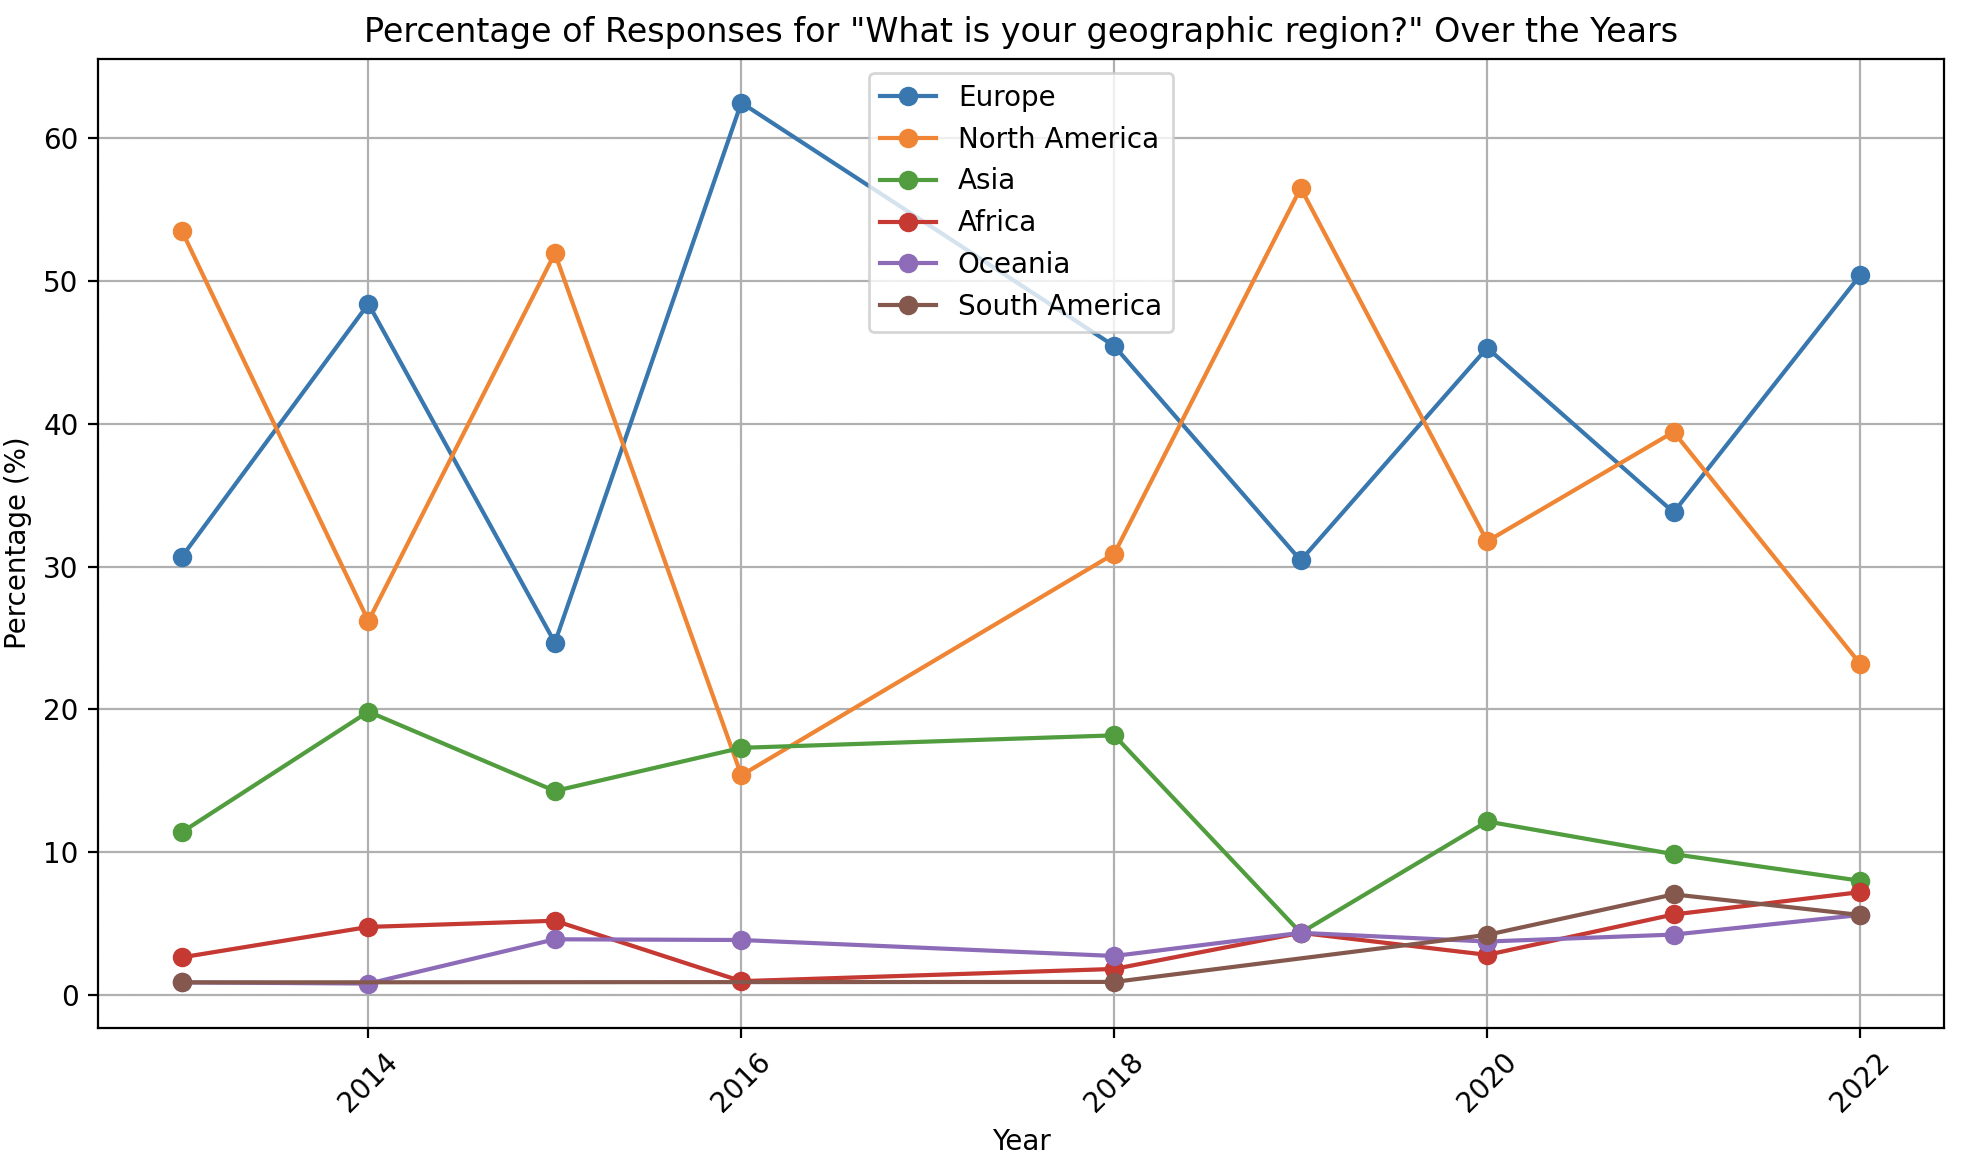 Percentage of Responses for "What is your geographic region?" Over the Years
Europe
North America
Asia
Africa
Oceania
South America
Percentage (%)
60
50
40
30
20
10
0
2014
2016
2018
2020
2022
Year